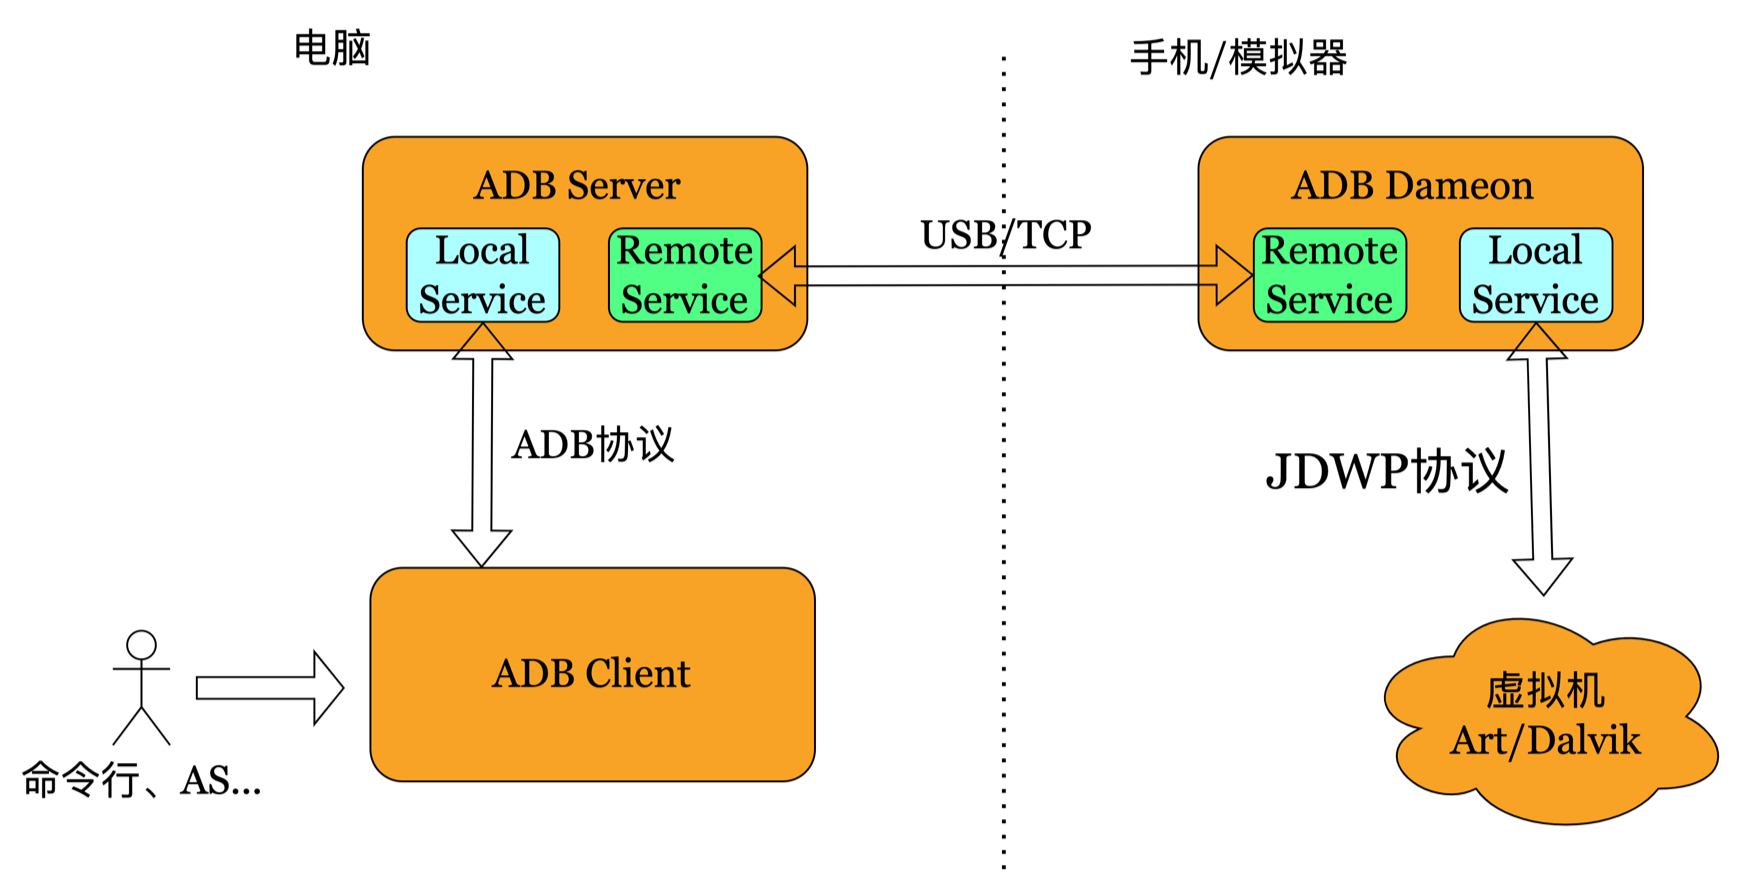 电脑
手机/模拟器
ADB Server
Local
Service
Remote
Service
USB/TCP
ADB Dameon
Remote
Service
Local
Service
ADB协议
JDWP协议
ADB Client
命令行、AS...
虚拟机
Art/Dalvik